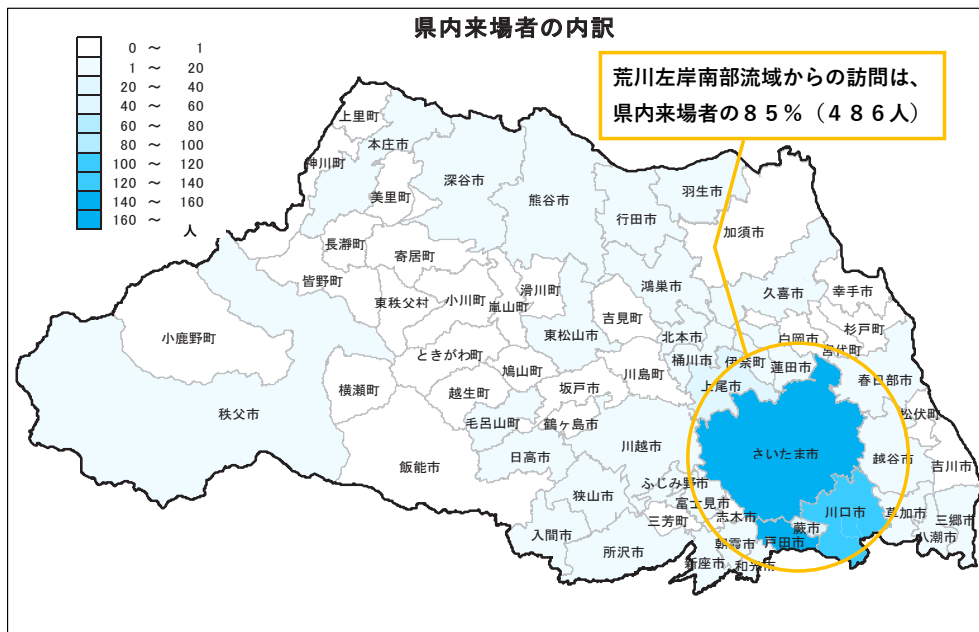 県内来場者の内訳
0 ～ 1
1 ～ 20
20 ～ 40
40 ～ 60
60 ～ 80
80 ～ 100
100 ～ 120
120 ～ 140
140 ～ 160
160 ～
人
荒川左岸南部流域からの訪問は、
県内来場者の８５％（４８６人）
上里町
本庄市
神川町
美里町
深谷市
熊谷市
行田市
羽生市
加須市
長瀞町
寄居町
皆野町
東秩父村
小川町
嵐山町
滑川町
東松山市
吉見町
鴻巣市
久喜市
幸手市
小鹿野町
ときがわ町
鳩山町
川島町
北本市
桶川市
伊奈町
白岡市
宮代町
杉戸町
蓮田市
上尾市
春日部市
横瀬町
越生町
坂戸市
毛呂山町
鶴ヶ島市
秩父市
松伏町
川越市
さいたま市
越谷市
吉川市
飯能市
日高市
ふじみ野市
狭山市
富士見市
三芳町
志木市
川口市
草加市
三郷市
蕨市
八潮市
入間市
所沢市
朝霞市
戸田市
新座市
和光市